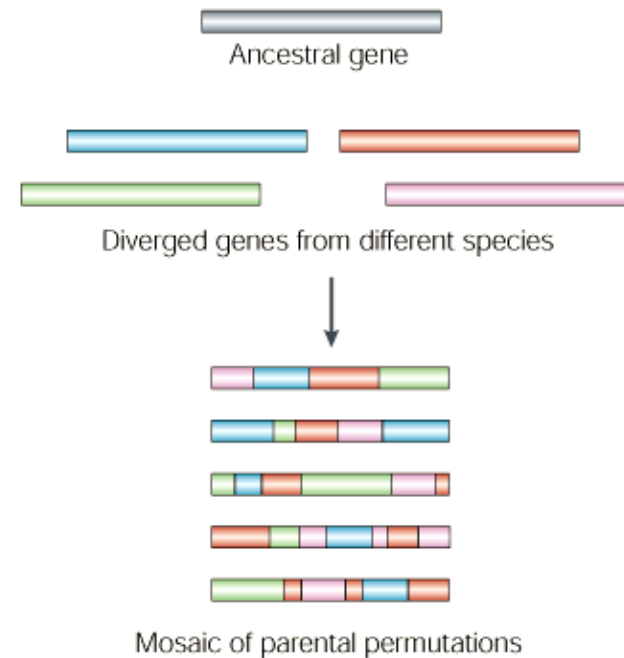 Ancestral gene
Diverged genes from different species
Mosaic of parental permutations